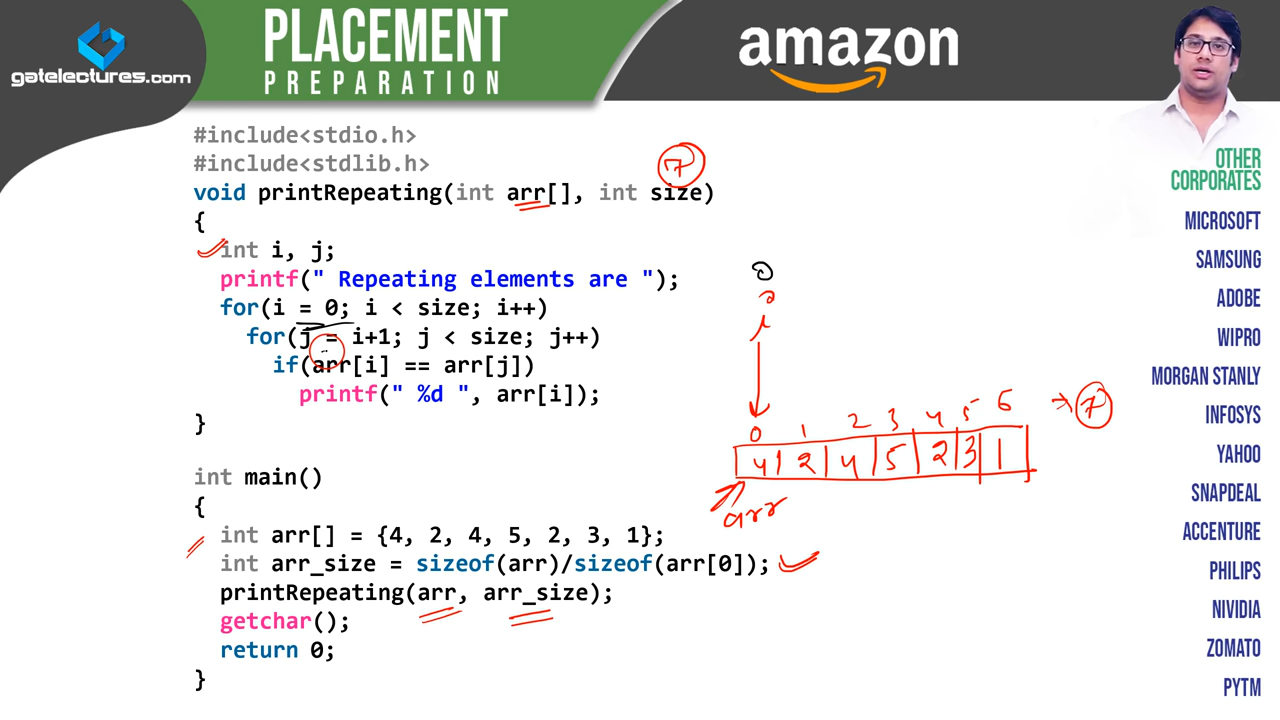 gatelectures.com
PLACEMENT
PREPARATION
amazon
#include<stdio.h>
#include<stdlib.h>
7
void printRepeating(int arr[], int size)
{
int i, j;
printf(" Repeating elements are ");
for(i = 0; i < size; i++)
for(j = i+1; j < size; j++)
if(arr[i] == arr[j])
printf(" %d ", arr[i]);
}
int main()
{
int arr[] = {4, 2, 4, 5, 2, 3, 1};
int arr_size = sizeof(arr)/sizeof(arr[0]);
printRepeating(arr, arr_size);
getchar();
return 0;
}
i
0 1 2 3 4 5 6
7
4 2 4 5 2 3 1
arr
OTHER
CORPORATES
MICROSOFT
SAMSUNG
ADOBE
WIPRO
MORGAN STANLY
INFOSYS
YAHOO
SNAPDEAL
ACCENTURE
PHILIPS
NIVIDIA
ZOMATO
PYTM